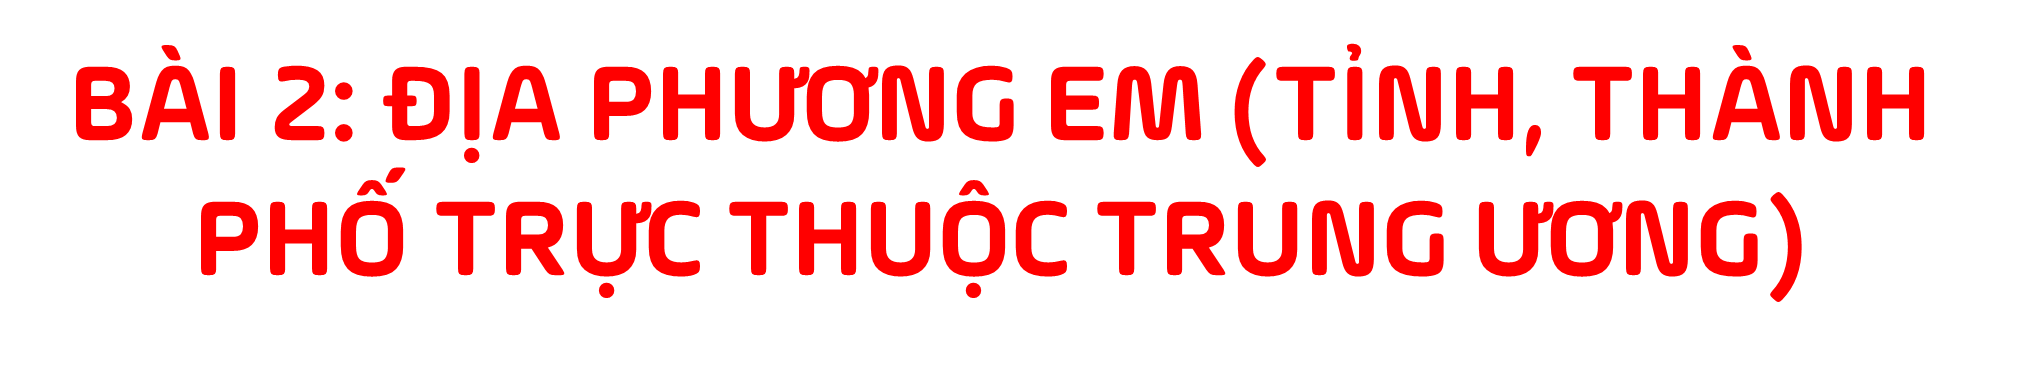 BÀI 2: ĐỊA PHƯƠNG EM (TỈNH, THÀNH
PHỐ TRỰC THUỘC TRUNG ƯƠNG)